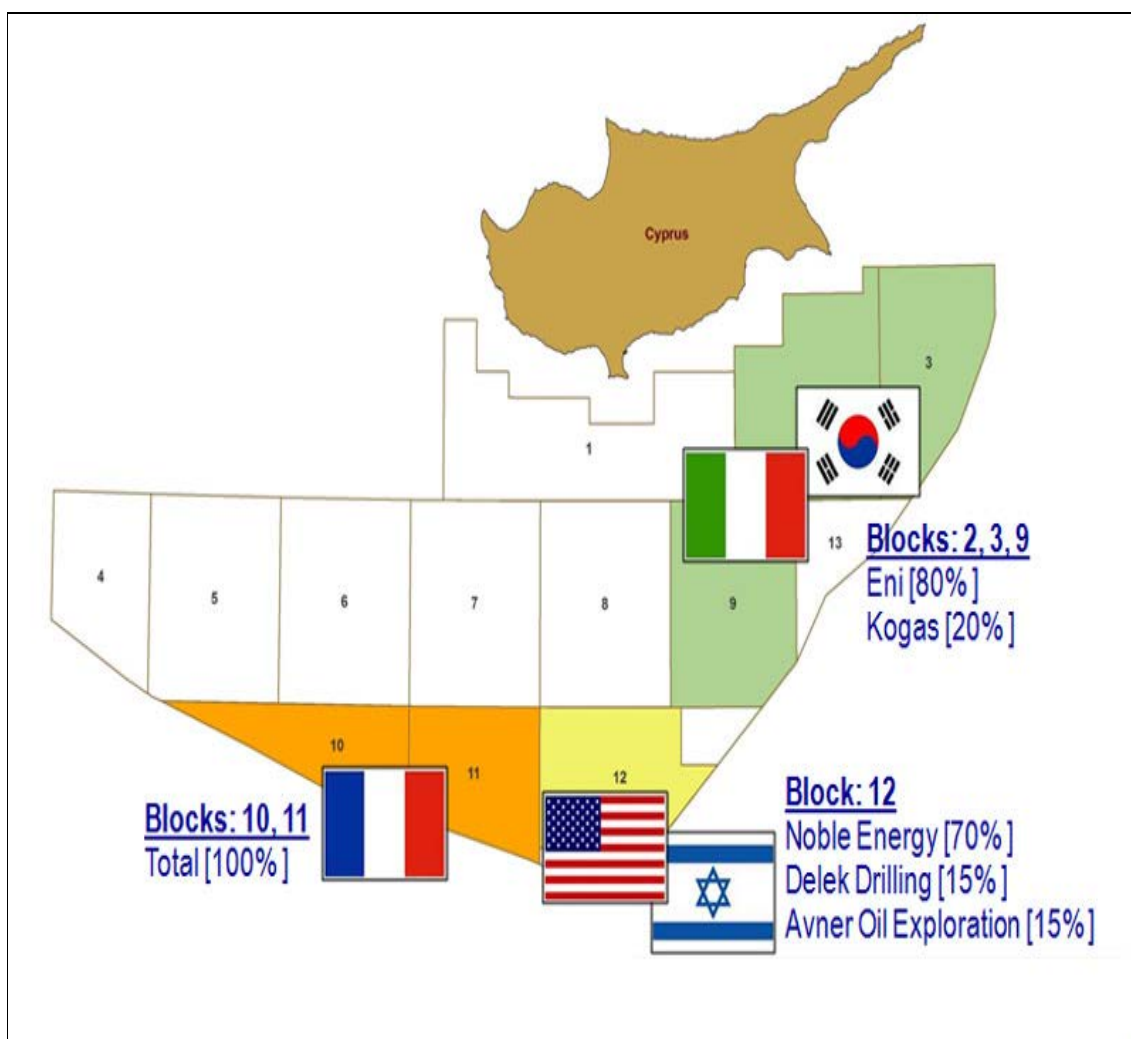 Cyprus
3
1
13
Blocks: 2, 3, 9
Eni [80%]
Kogas [20%]
4
5
6
7
8
9
10
11
12
Blocks: 10, 11
Total [100%]
Block: 12
Noble Energy [70%]
Delek Drilling [15%]
Avner Oil Exploration [15%]